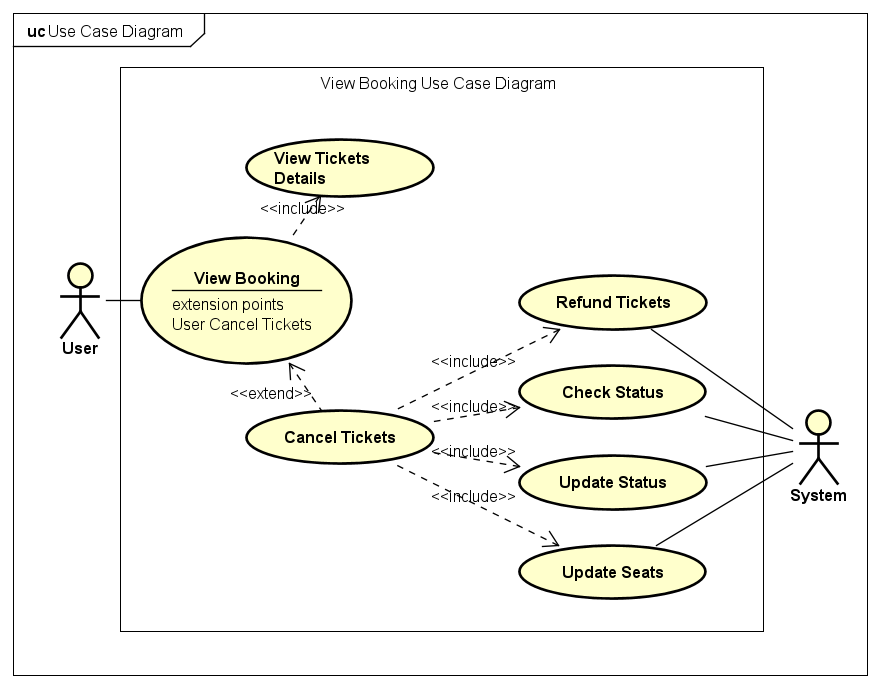 uc Use Case Diagram
View Booking Use Case Diagram
View Tickets
Details
<<include>>
View Booking
extension points
User Cancel Tickets
User
<<extend>>
Cancel Tickets
<<include>>
<<include>>
<<include>>
<<include>>
Refund Tickets
Check Status
Update Status
Update Seats
System